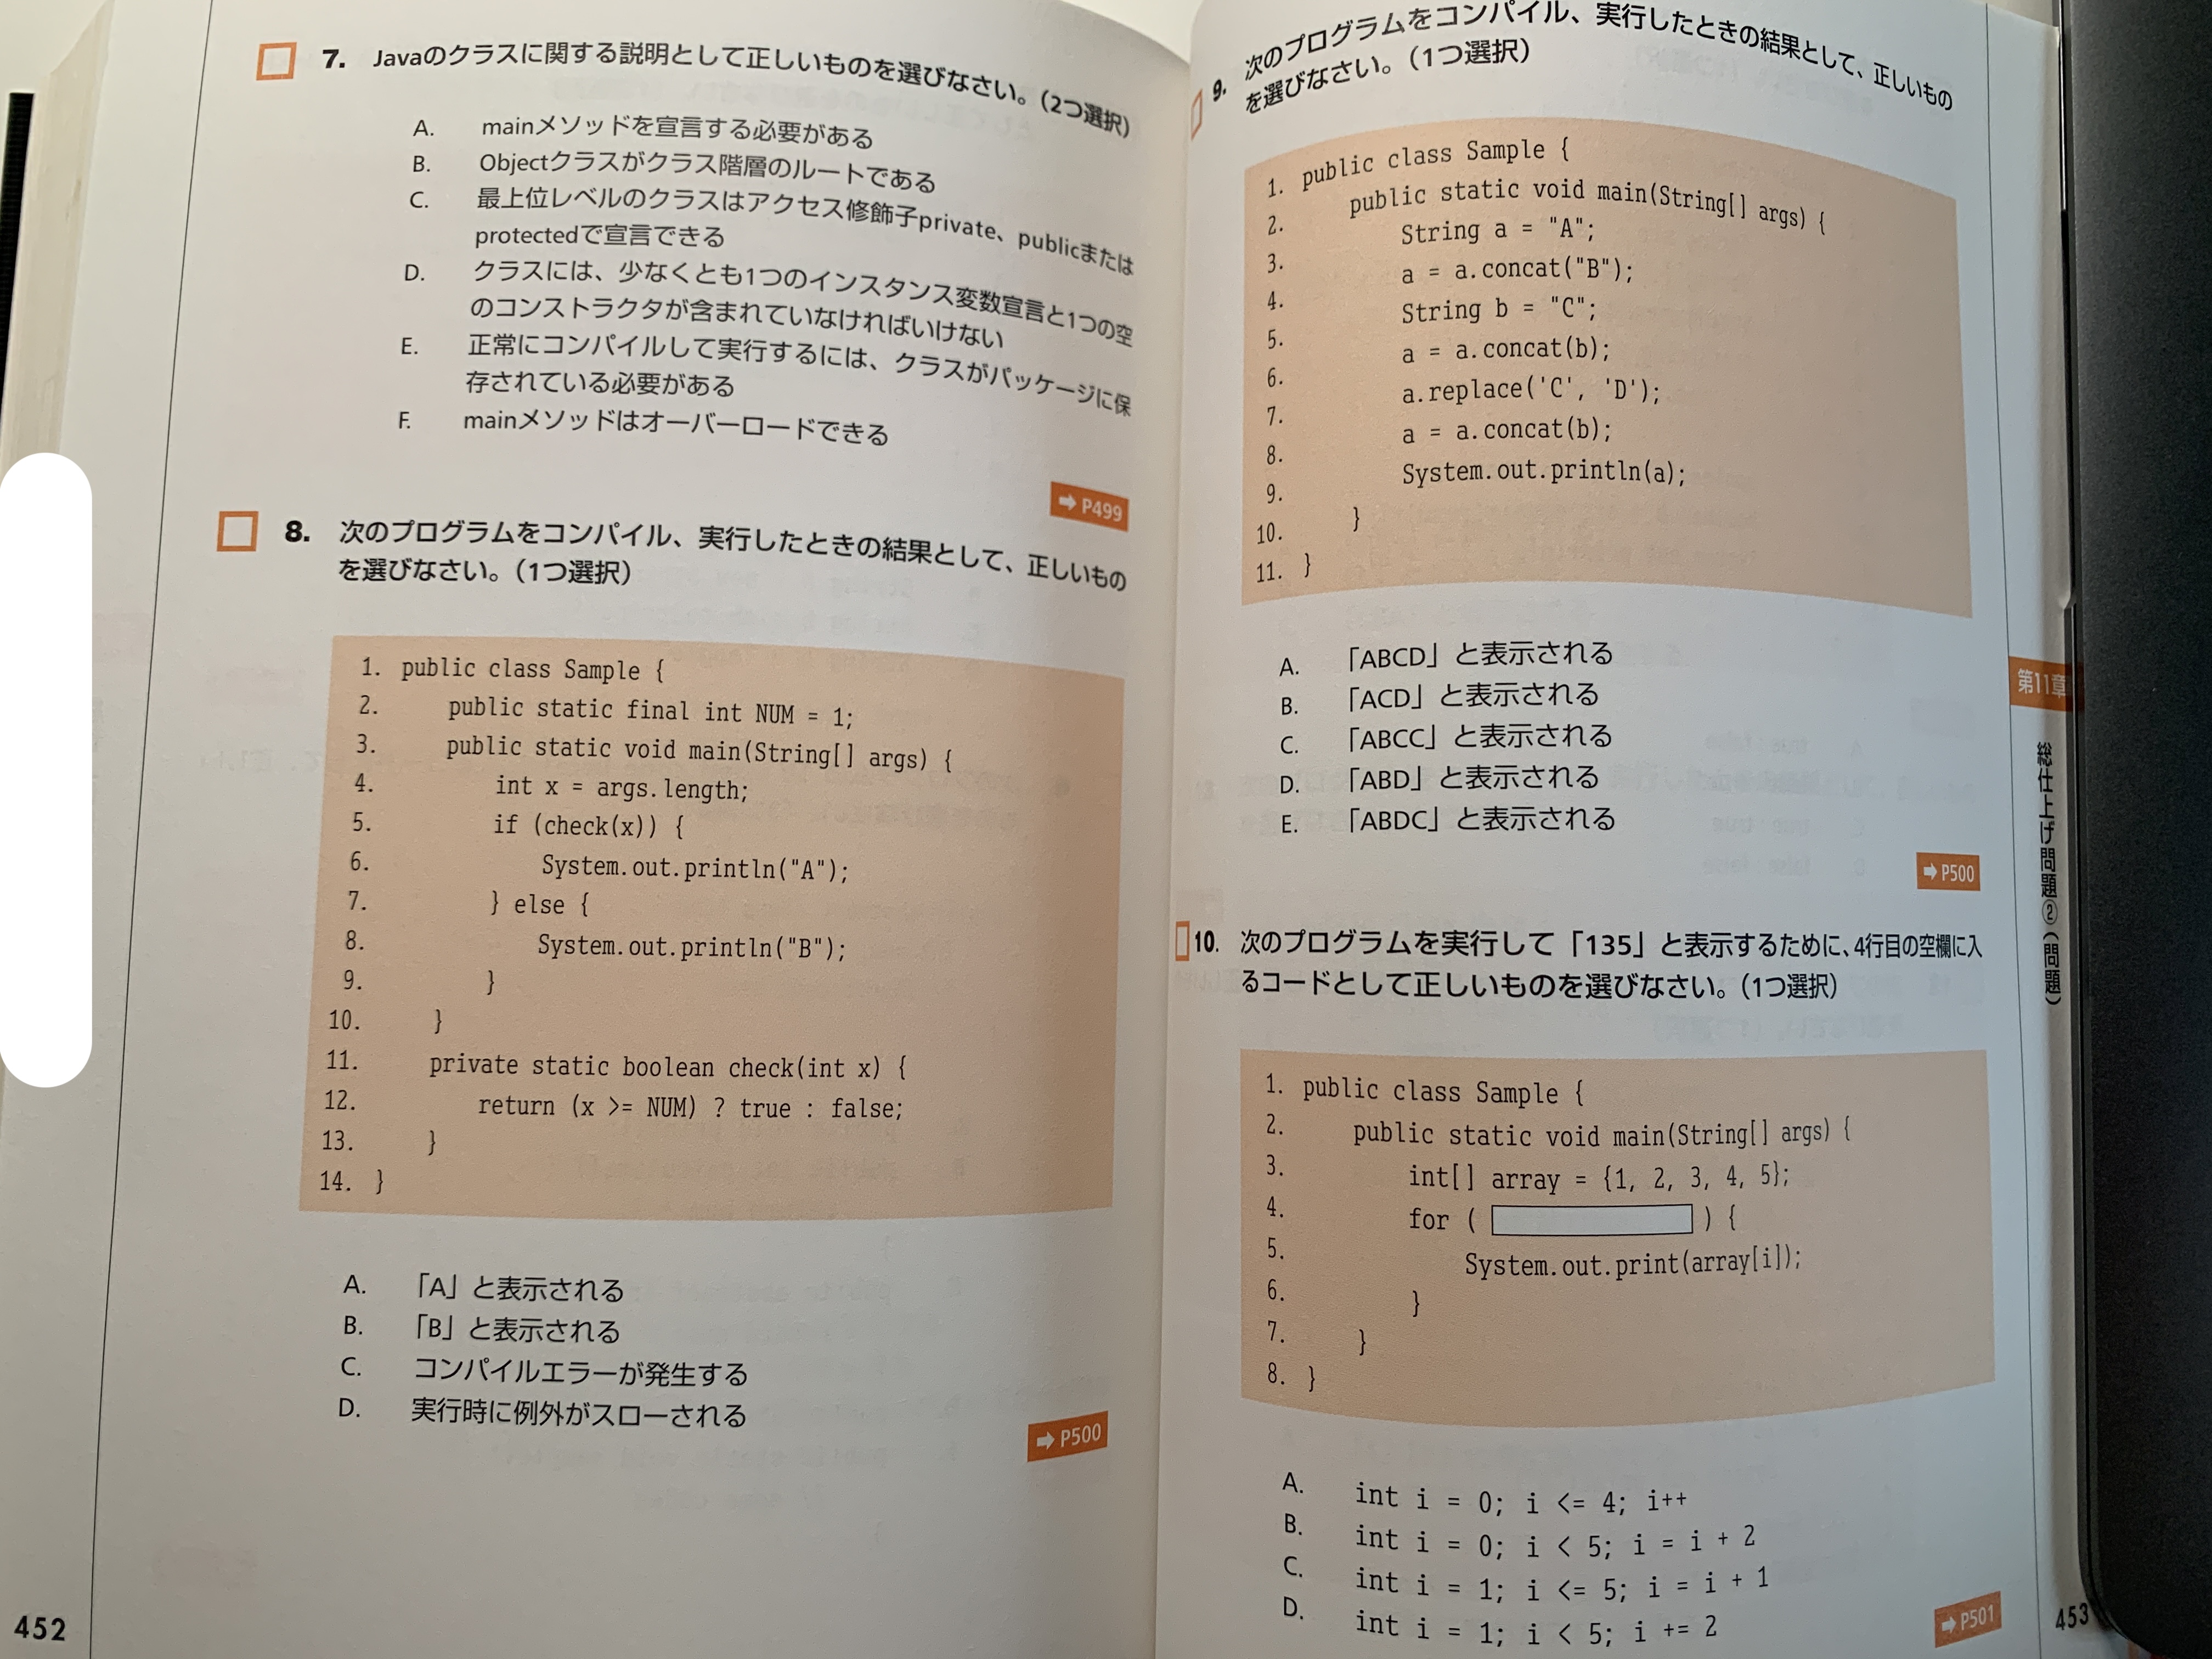 7. Javaのクラスに関する説明として正しいものを選びなさい。（2つ選択）
A. mainメソッドを宣言する必要がある
B. Objectクラスがクラス階層のルートである
C. 最上位レベルのクラスはアクセス修飾子private、publicまたは
protectedで宣言できる
D. クラスには、少なくとも1つのインスタンス変数宣言と1つの空
のコンストラクタが含まれていなければいけない
E. 正常にコンパイルして実行するには、クラスがパッケージに保
存されている必要がある
F. mainメソッドはオーバーロードできる
➡ P499
8. 次のプログラムをコンパイル、実行したときの結果として、正しいもの
を選びなさい。（1つ選択）
1. public class Sample {
2. public static final int NUM = 1;
3. public static void main(String[] args) {
4. int x = args.length;
5. if (check(x)) {
6. System.out.println("A");
7. } else {
8. System.out.println("B");
9. }
10. }
11. private static boolean check(int x) {
12. return (x >= NUM) ? true : false;
13. }
14. }
A. 「A」と表示される
B. 「B」と表示される
C. コンパイルエラーが発生する
D. 実行時に例外がスローされる
➡ P500
452
9. 次のプログラムをコンパイル、実行したときの結果として、正しいもの
を選びなさい。（1つ選択）
1. public class Sample {
2. public static void main(String[] args) {
3. String a = "A";
4. a = a.concat("B");
5. String b = "C";
6. a = a.concat(b);
7. a.replace('C', 'D');
8. a = a.concat(b);
9. System.out.println(a);
10. }
11. }
A. 「ABCD」と表示される
B. 「ACD」と表示される
C. 「ABCC」と表示される
D. 「ABD」と表示される
E. 「ABDC」と表示される
➡ P500
10. 次のプログラムを実行して「135」と表示するために、4行目の空欄に入
るコードとして正しいものを選びなさい。（1つ選択）
1. public class Sample {
2. public static void main(String[] args) {
3. int[] array = {1, 2, 3, 4, 5};
4. for ( ) {
5. System.out.print(array[i]);
6. }
7. }
8. }
A. int i = 0; i <= 4; i++
B. int i = 0; i < 5; i = i + 2
C. int i = 1; i <= 5; i = i + 1
D. int i = 1; i < 5; i += 2
➡ P501
第11章
総仕上げ問題②（問題）
453